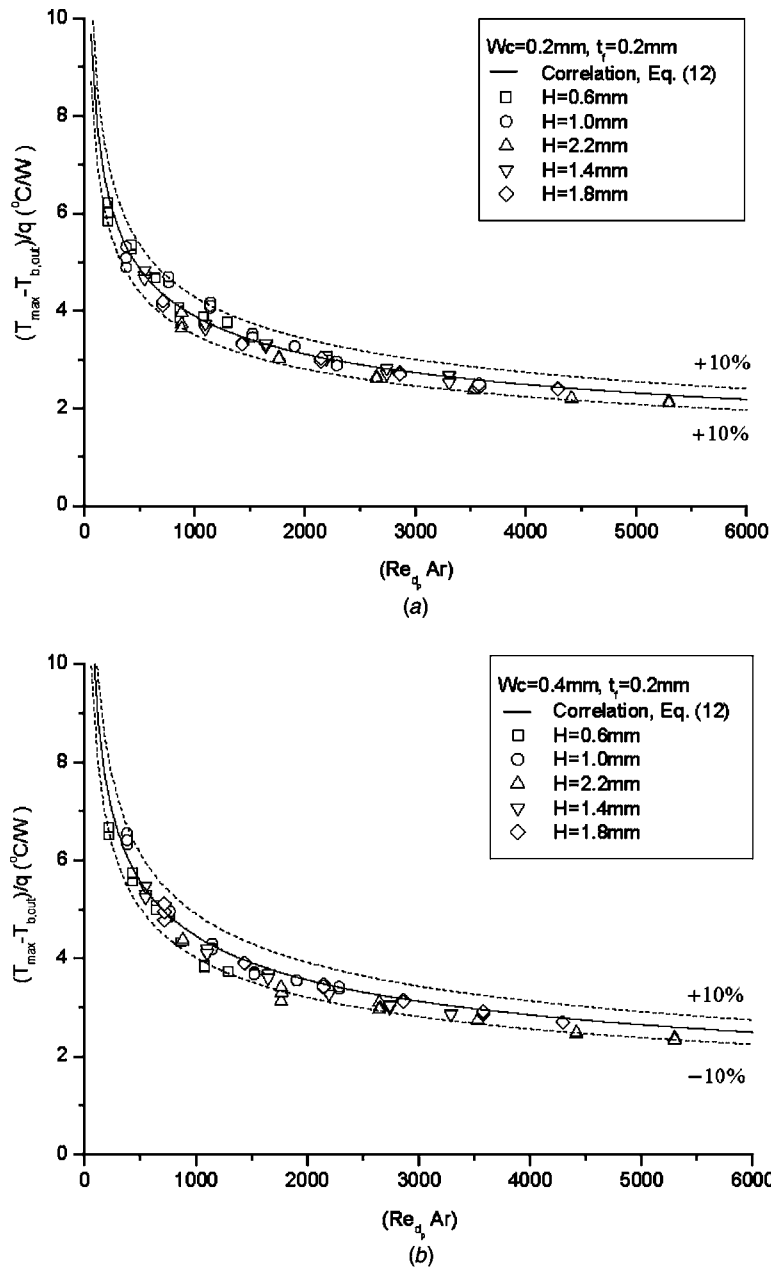 10
8
6
4
2
0
(T_max-T_b,out)/q (°C/W)
Wc=0.2mm, t_f=0.2mm
Correlation, Eq. (12)
H=0.6mm
H=1.0mm
H=2.2mm
H=1.4mm
H=1.8mm
+10%
+10%
0 1000 2000 3000 4000 5000 6000
(Re_d_p Ar)
(a)
10
8
6
4
2
0
(T_max-T_b,out)/q (°C/W)
Wc=0.4mm, t_f=0.2mm
Correlation, Eq. (12)
H=0.6mm
H=1.0mm
H=2.2mm
H=1.4mm
H=1.8mm
+10%
−10%
0 1000 2000 3000 4000 5000 6000
(Re_d_p Ar)
(b)